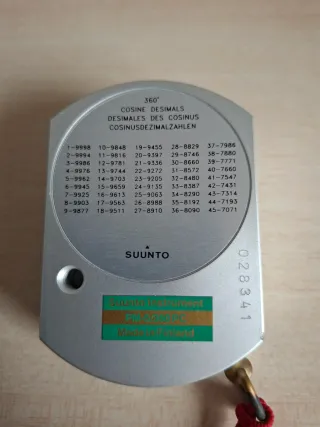 360°
COSINE DESIMALS
DESIMALES DES COSINUS
COSINUSDEZIMALZAHLEN
1-9998 10-9848 19-9455 28-8829 37-7986
2-9994 11-9816 20-9397 29-8746 38-7880
3-9986 12-9781 21-9336 30-8660 39-7771
4-9976 13-9744 22-9272 31-8572 40-7660
5-9962 14-9703 23-9205 32-8480 41-7547
6-9945 15-9659 24-9135 33-8387 42-7431
7-9925 16-9613 25-9063 34-8290 43-7314
8-9903 17-9563 26-8988 35-8192 44-7193
9-9877 18-9511 27-8910 36-8090 45-7071
SUUNTO
028341
Instrument